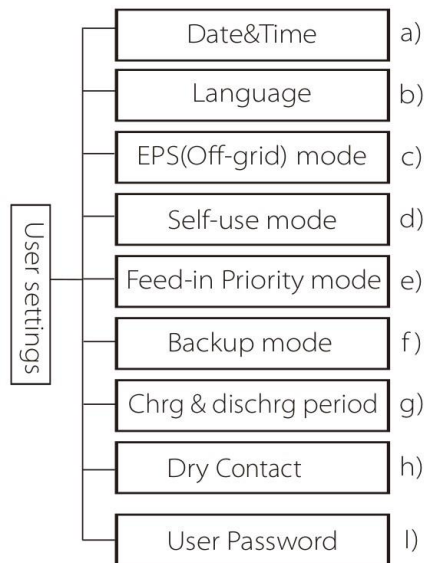 Date&Time a)
Language b)
EPS(Off-grid) mode c)
Self-use mode d)
User settings
Feed-in Priority mode e)
Backup mode f)
Chrg & dischrg period g)
Dry Contact h)
User Password l)